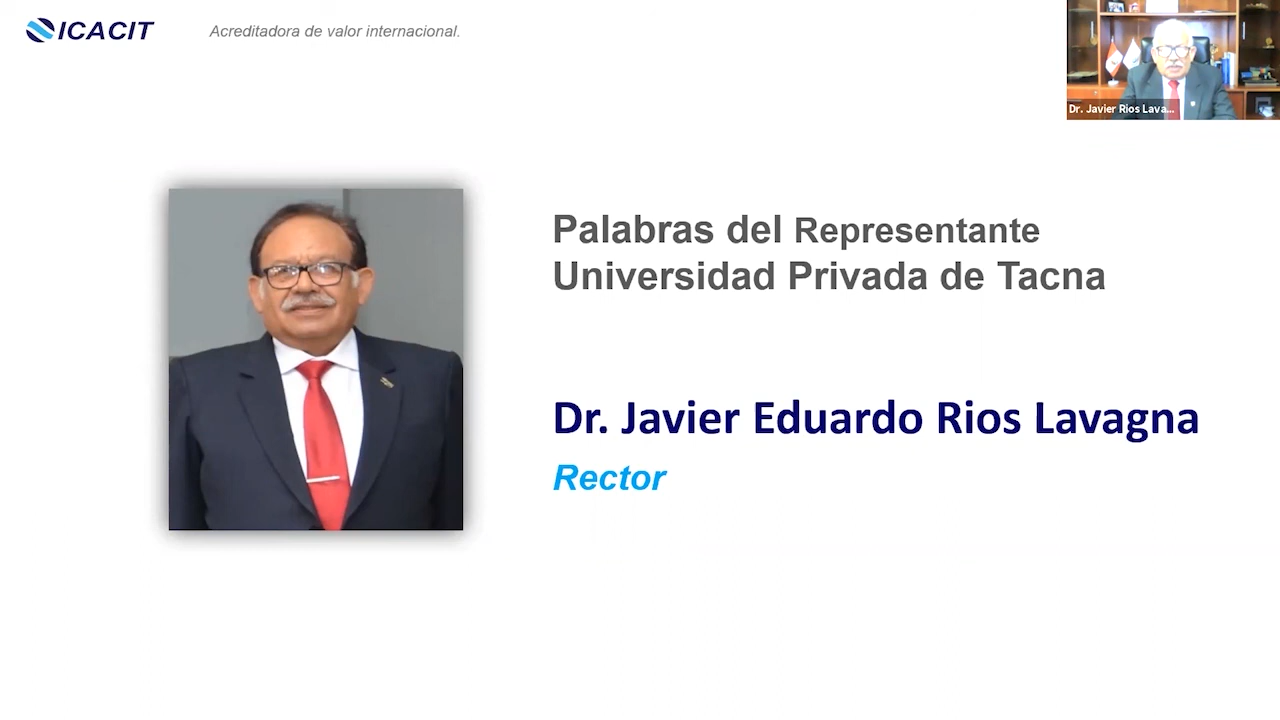 ICACIT
Acreditadora de valor internacional.
Dr. Javier Rios Lava...
Palabras del Representante
Universidad Privada de Tacna
Dr. Javier Eduardo Rios Lavagna
Rector